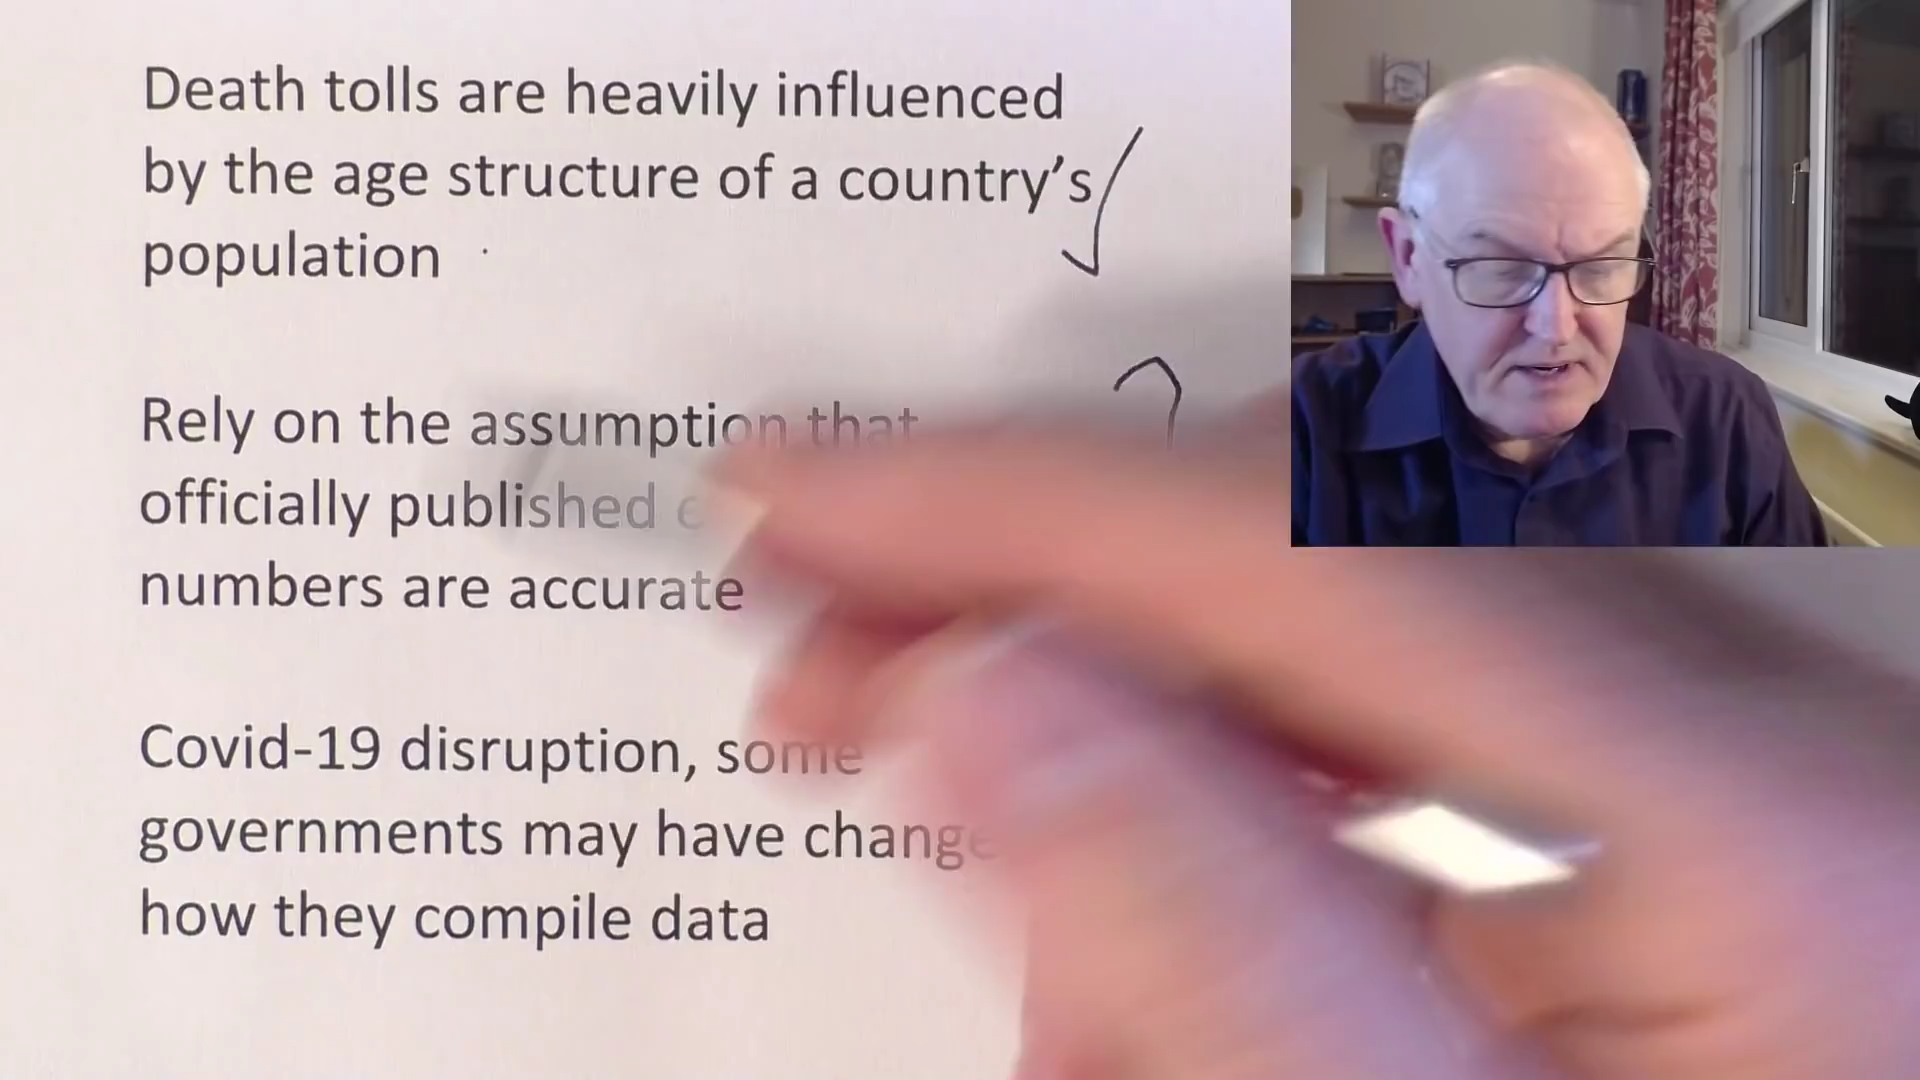 Death tolls are heavily influenced
by the age structure of a country’s
population
Rely on the assumption that
officially published
numbers are accurate
Covid-19 disruption, some
governments may have
how they compile data